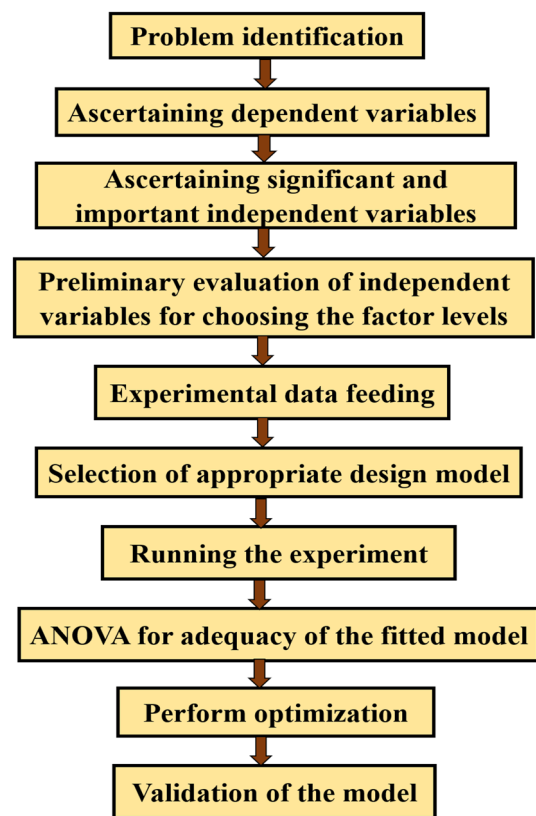 Problem identification
Ascertaining dependent variables
Ascertaining significant and
important independent variables
Preliminary evaluation of independent
variables for choosing the factor levels
Experimental data feeding
Selection of appropriate design model
Running the experiment
ANOVA for adequacy of the fitted model
Perform optimization
Validation of the model